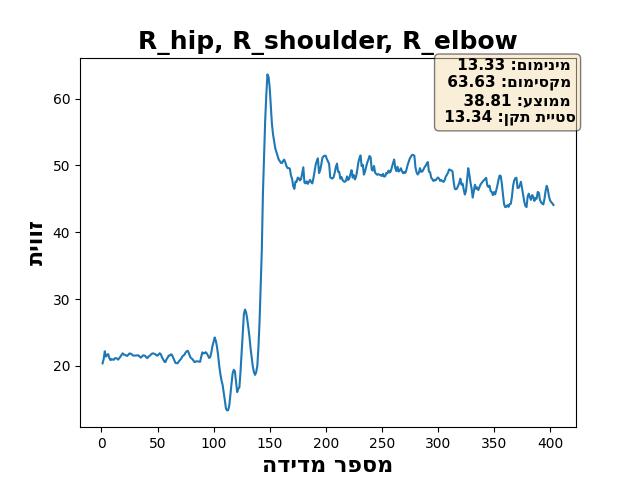 R_hip, R_shoulder, R_elbow
מינימום: 13.33
מקסימום: 63.63
ממוצע: 38.81
סטיית תקן: 13.34
זווית
60
50
40
30
20
0 50 100 150 200 250 300 350 400
מספר מדידה